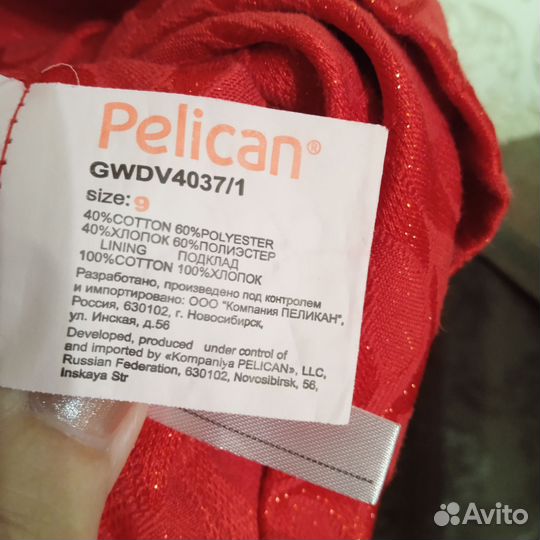 Pelican®
GWDV4037/1
size: 9
40%COTTON 60%POLYESTER
40%ХЛОПОК 60%ПОЛИЭСТЕР
LINING ПОДКЛАД
100%COTTON 100%ХЛОПОК
Разработано, произведено под контролем
и импортировано: ООО "Компания ПЕЛИКАН",
Россия, 630102, г. Новосибирск,
ул. Инская, д.56
Developed, produced under control of
and imported by «Kompaniya PELICAN», LLC,
Russian Federation, 630102, Novosibirsk, 56,
Inskaya Str
Avito